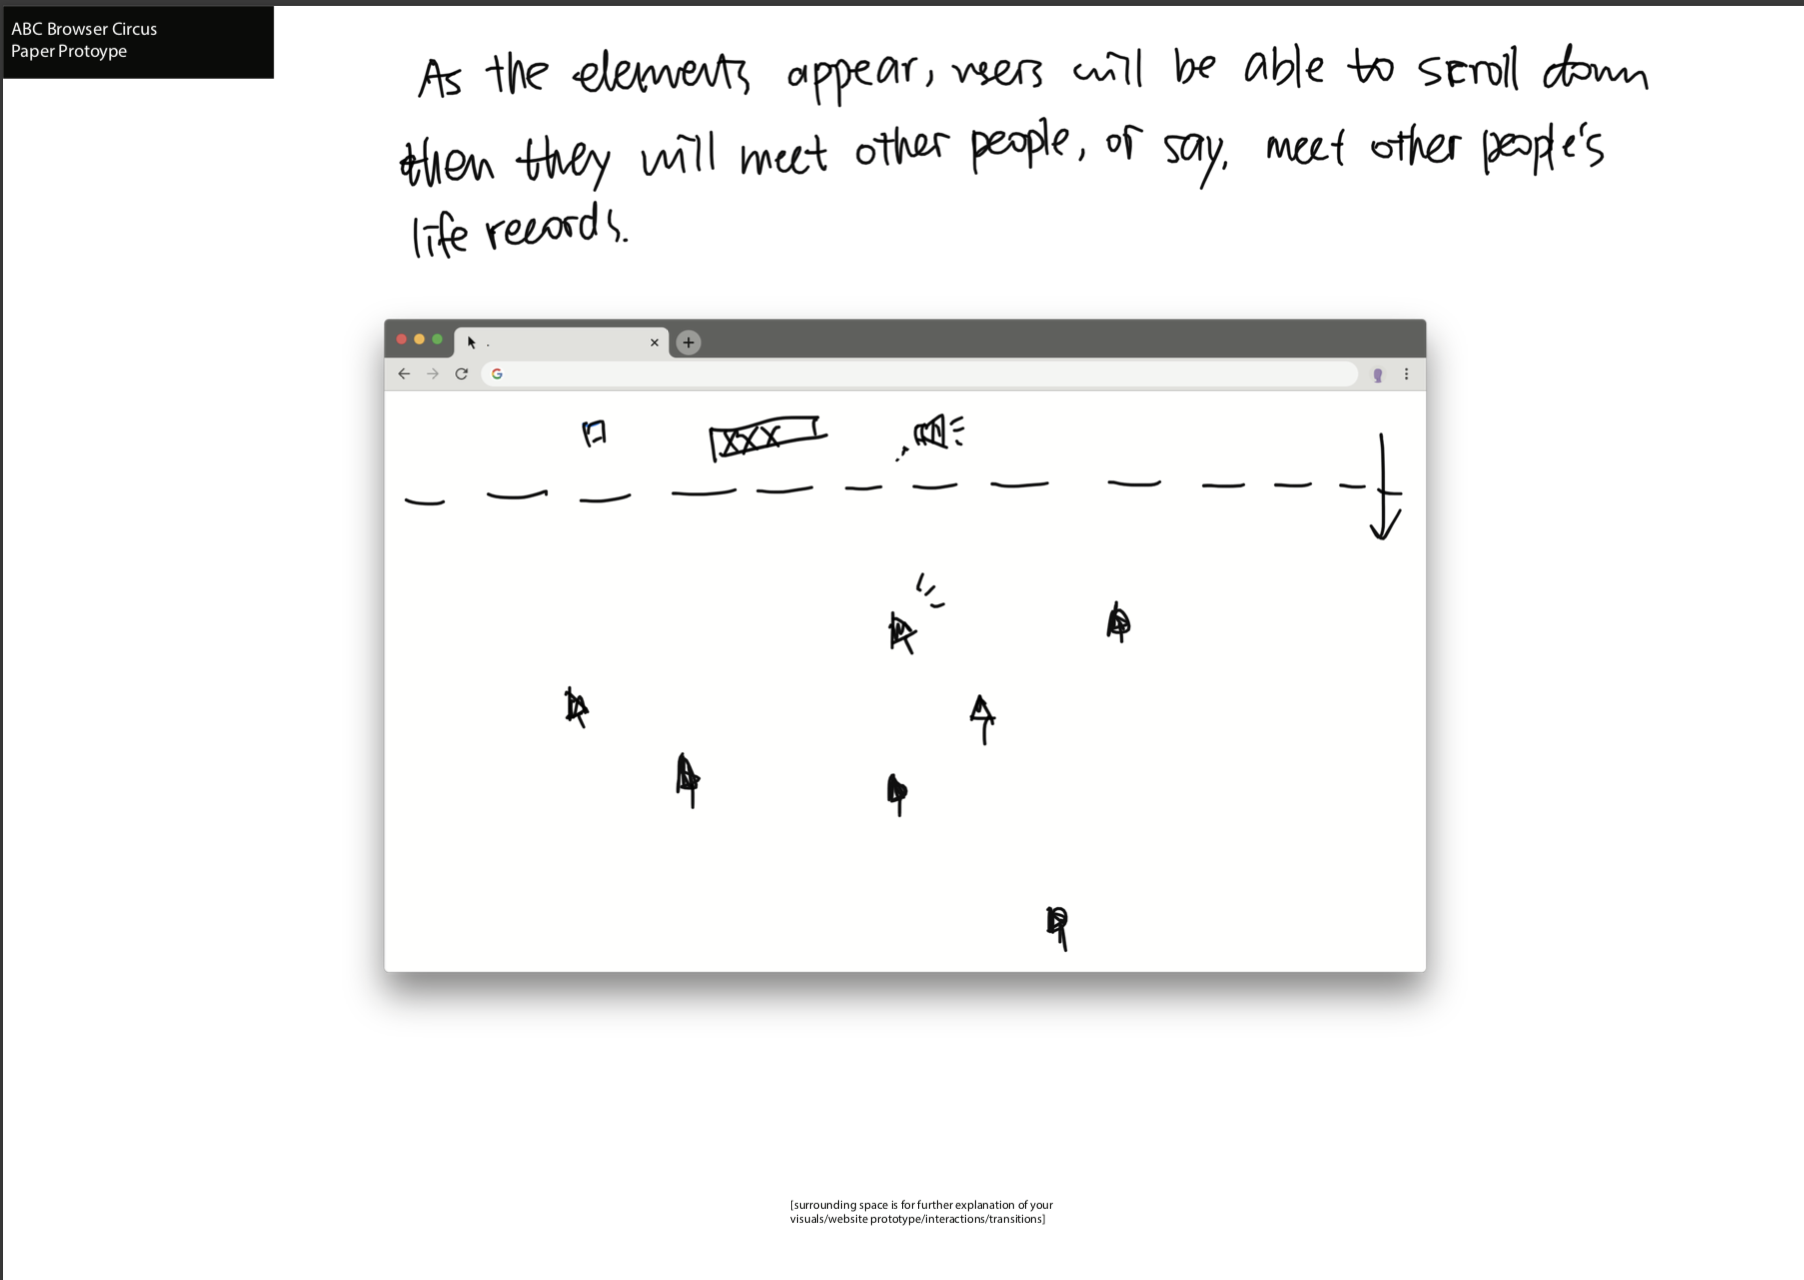 ABC Browser Circus
Paper Protoype
As the elements appear, users will be able to scroll down
then they will meet other people, or say, meet other people's
life records.
XXX
[surrounding space is for further explanation of your
visuals/website prototype/interactions/transitions]